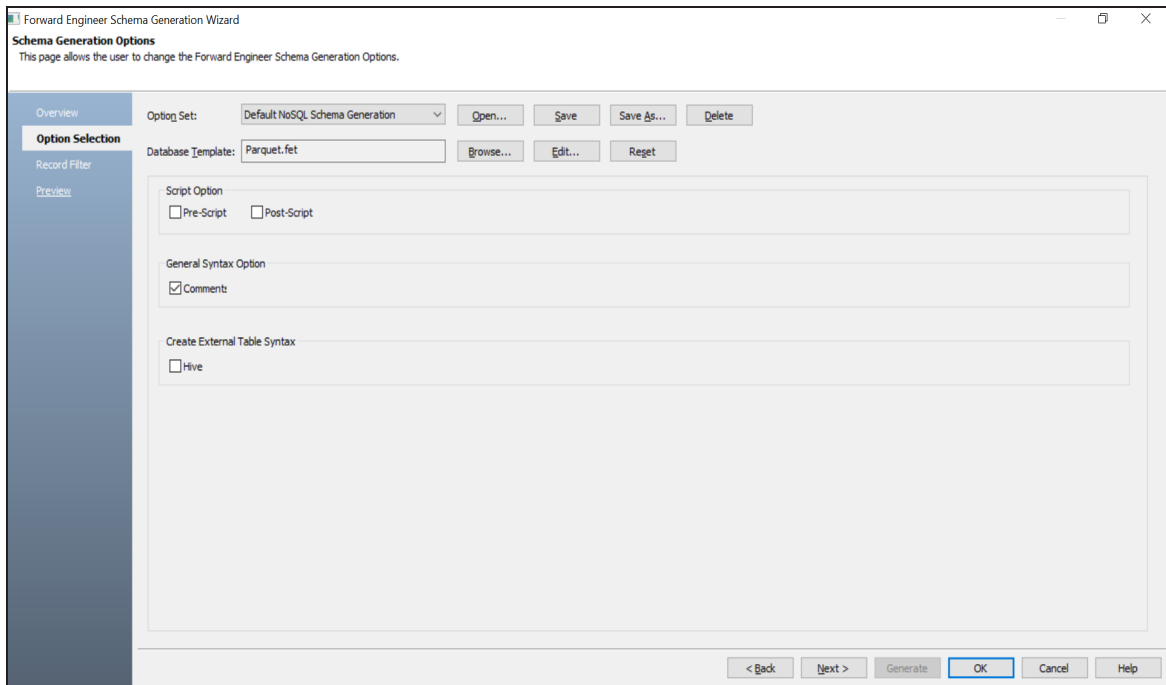 Forward Engineer Schema Generation Wizard
Schema Generation Options
This page allows the user to change the Forward Engineer Schema Generation Options.
Overview
Option Selection
Record Filter
Preview
Option Set: Default NoSQL Schema Generation Open... Save Save As... Delete
Database Template: Parquet.fet Browse... Edit... Reset
Script Option
Pre-Script Post-Script
General Syntax Option
Comments
Create External Table Syntax
Hive
< Back Next > Generate OK Cancel Help